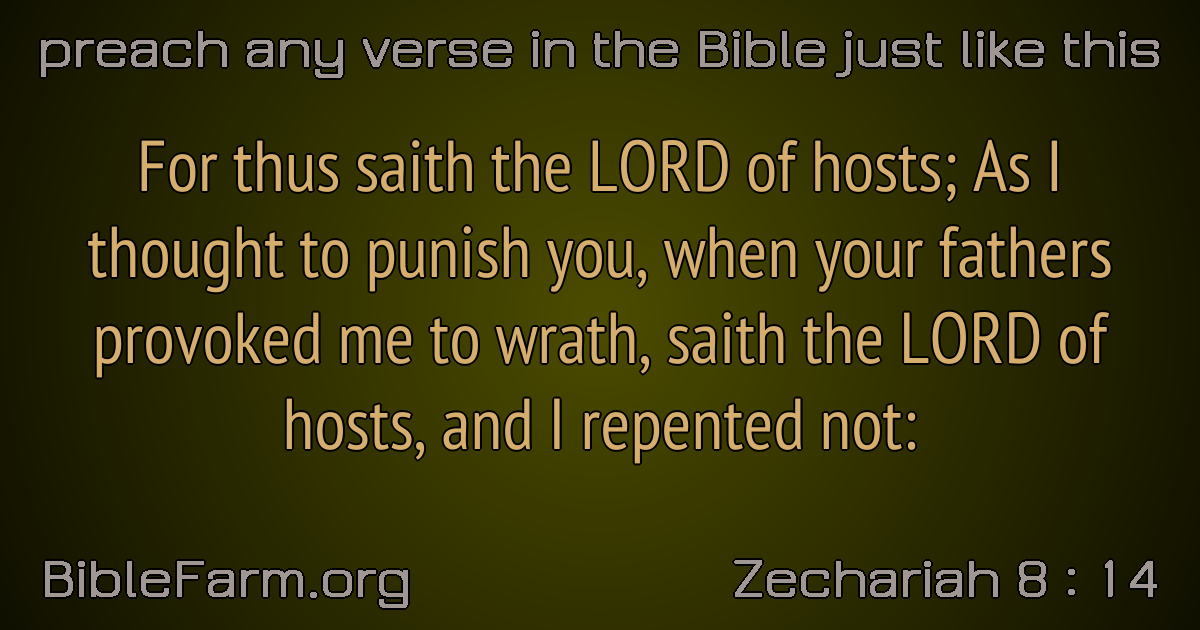 preach any verse in the Bible just like this
For thus saith the LORD of hosts; As I
thought to punish you, when your fathers
provoked me to wrath, saith the LORD of
hosts, and I repented not:
BibleFarm.org
Zechariah 8 : 14